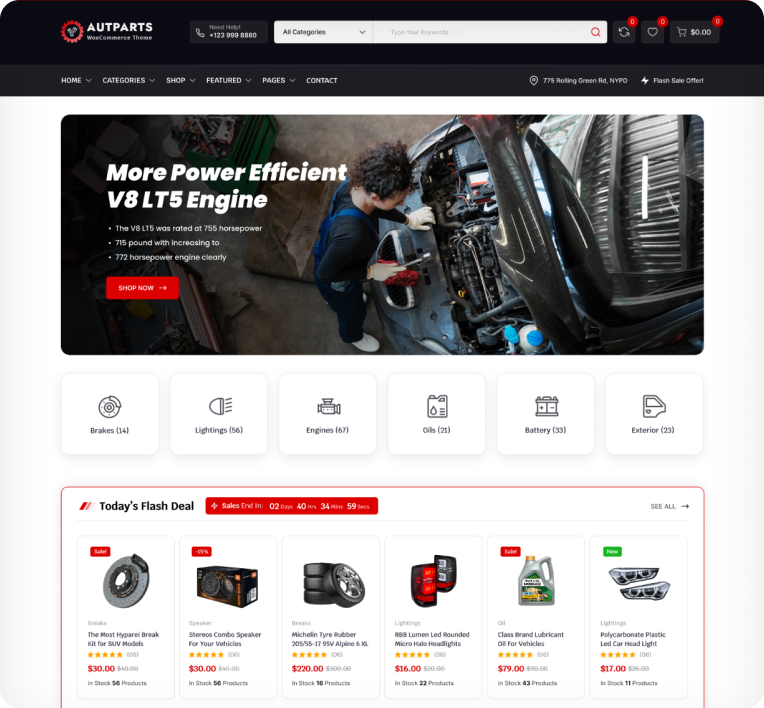 AUTPARTS
WooCommerce Theme
Need Help!
+123 999 8880
All Categories
Type Your Keywords....
0
0
0
$0.00
HOME
CATEGORIES
SHOP
FEATURED
PAGES
CONTACT
775 Rolling Green Rd, NYPD
Flash Sale Offer!
More Power Efficient
V8 LT5 Engine
• The V8 LT5 was rated at 755 horsepower
• 715 pound with increasing to
• 772 horsepower engine clearly
SHOP NOW →
Brakes (14)
Lightings (56)
Engines (67)
Oils (21)
Battery (33)
Exterior (23)
Today's Flash Deal
Sales End In: 02 Days 40 Hrs 34 Mins 59 Secs
SEE ALL →
Sale!
Breaks
The Most Hyparei Break
Kit for SUV Models
(06)
$30.00 $45.00
In Stock 56 Products
-15%
Speaker
Stereos Combo Speaker
For Your Vehicles
(06)
$30.00 $40.00
In Stock 56 Products
Breaks
Michelin Tyre Rubber
205/55-17 95V Alpine 6 XL
(06)
$220.00 $300.00
In Stock 16 Products
Lightings
RBB Lumen Led Rounded
Micro Halo Headlights
(06)
$16.00 $20.00
In Stock 22 Products
Sale!
Oil
Class Brand Lubricant
Oil For Vehicles
(06)
$79.00 $90.00
In Stock 43 Products
New
Lightings
Polycarbonate Plastic
Led Car Head Light
(06)
$17.00 $26.00
In Stock 11 Products